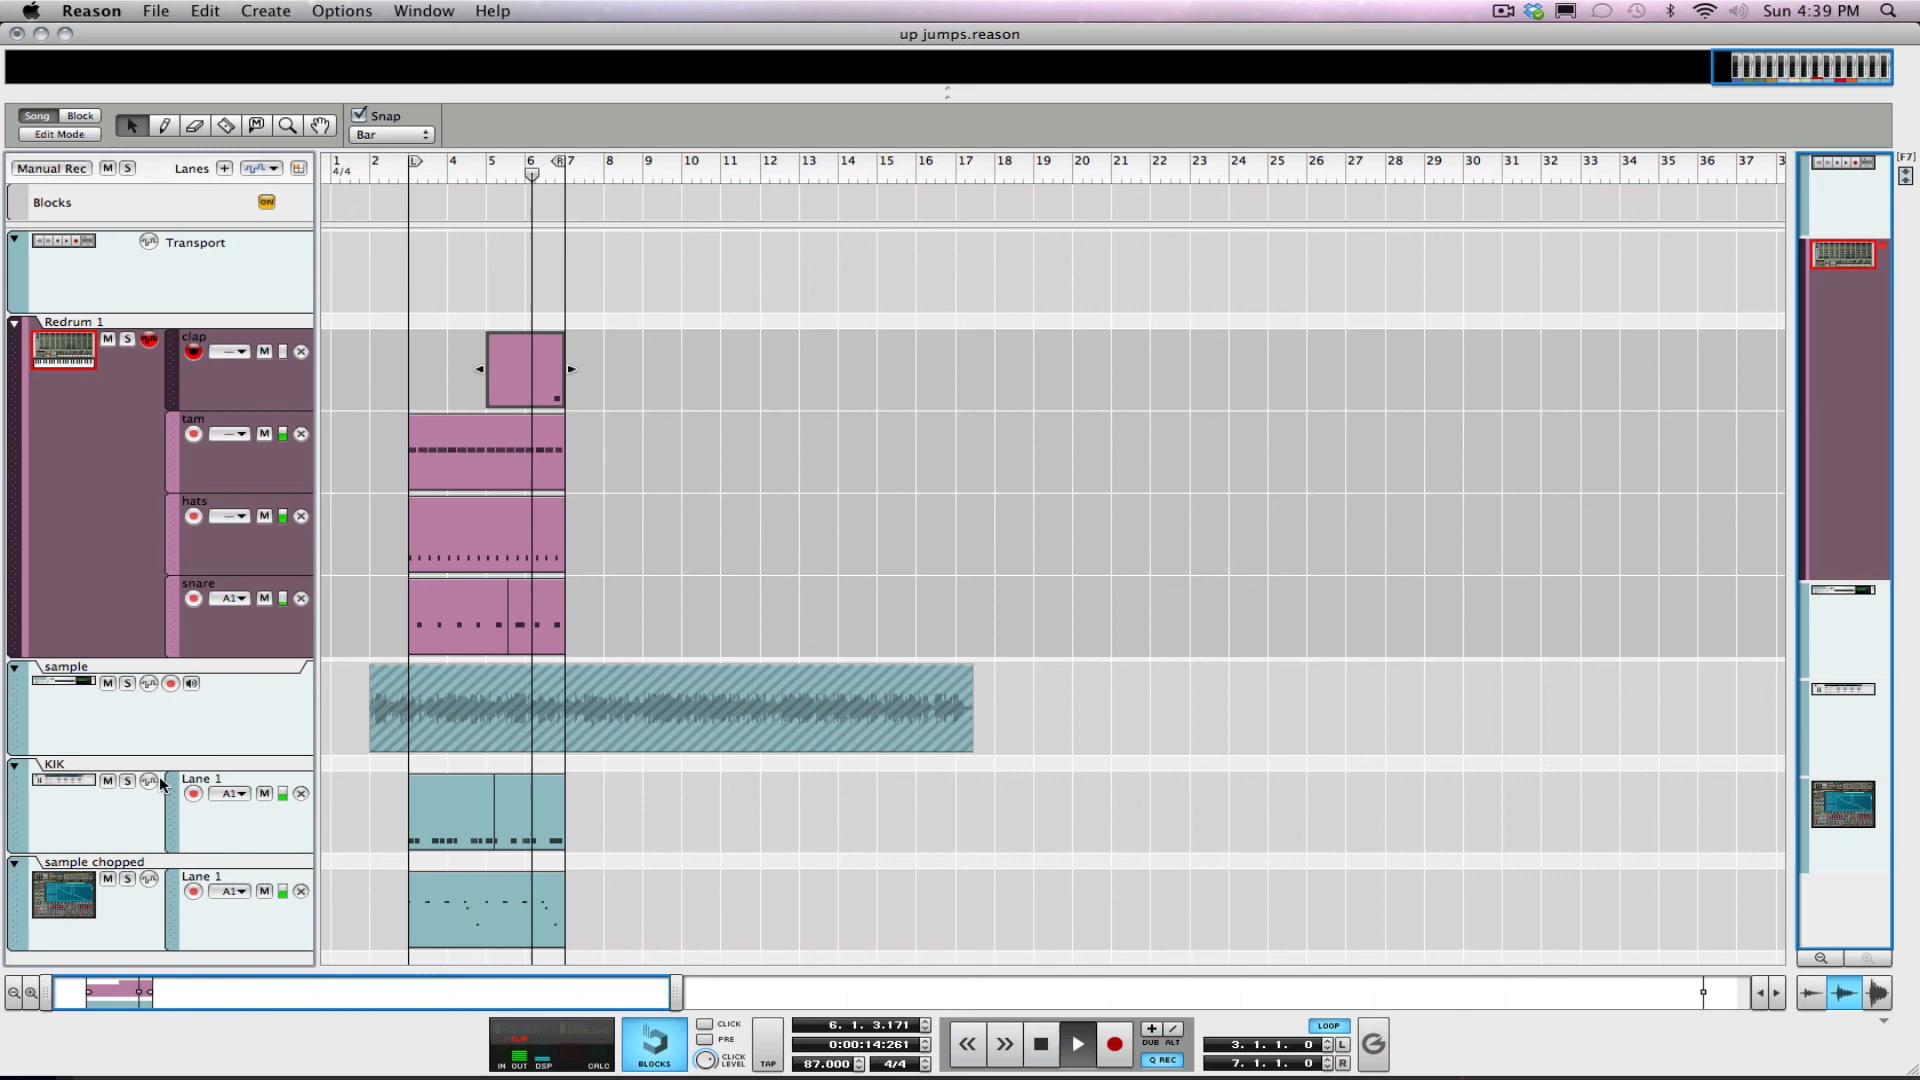 Reason File Edit Create Options Window Help Sun 4:39 PM
up jumps.reason
Song Block
Edit Mode
M
Snap
Bar
Manual Rec M S Lanes
1 2 L 4 5 6 R 7 8 9 10 11 12 13 14 15 16 17 18 19 20 21 22 23 24 25 26 27 28 29 30 31 32 33 34 35 36 37 3
4/4
[F7]
Blocks ON
Transport
Redrum 1
M S clap
— M
tam
— M
hats
— M
snare
A1 M
sample
M S
KIK
M S Lane 1
A1 M
sample chopped
M S Lane 1
A1 M
CLIP
IN OUT DSP CALC
BLOCKS
CLICK
PRE
CLICK LEVEL
TAP
6. 1. 3.171
0:00:14:261
87.000 4/4
DUB ALT
Q REC
LOOP
3. 1. 1. 0 L
7. 1. 1. 0 R